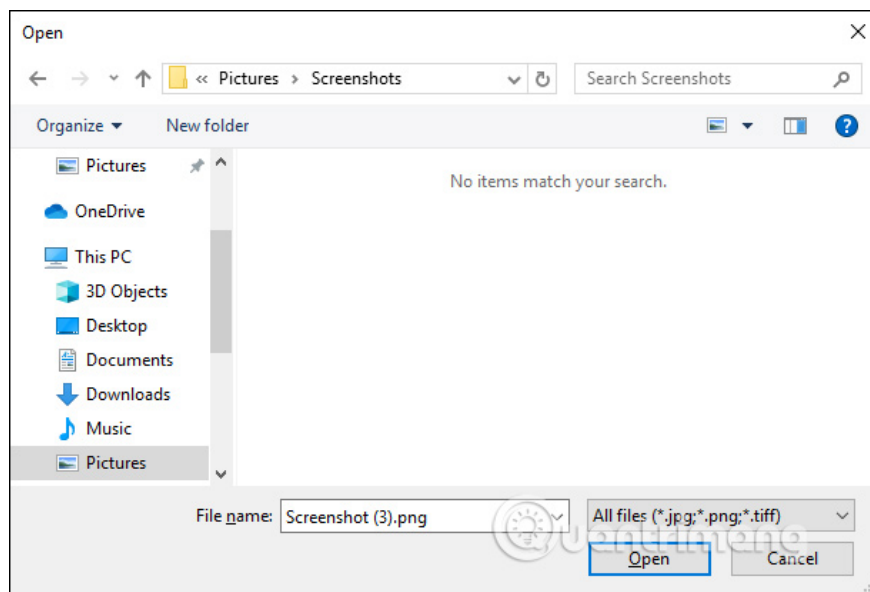 Open
« Pictures › Screenshots
Search Screenshots
Organize
New folder
?
Pictures
No items match your search.
OneDrive
This PC
3D Objects
Desktop
Documents
Downloads
Music
Pictures
File name: Screenshot (3).png
All files (*.jpg;*.png;*.tiff)
Quantrimang
Open
Cancel